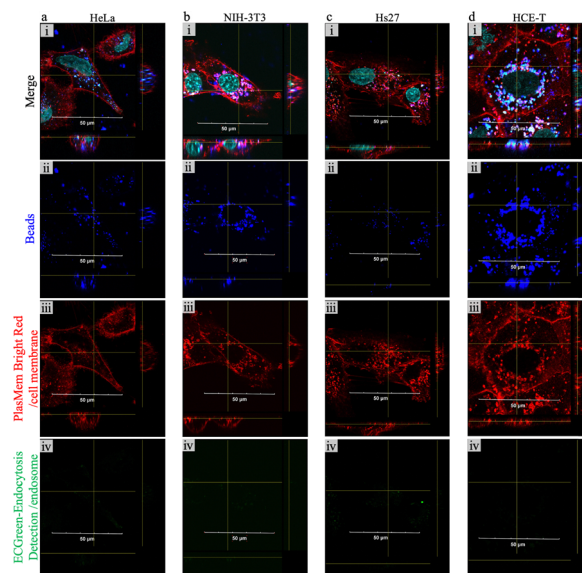 a HeLa b NIH-3T3 c Hs27 d HCE-T
Merge
i i i i
50 μm 50 μm 50 μm 50 μm
Beads
ii ii ii ii
50 μm 50 μm 50 μm 50 μm
PlasMem Bright Red
/cell membrane
iii iii iii iii
50 μm 50 μm 50 μm 50 μm
ECGreen-Endocytosis
Detection /endosome
iv iv iv iv
50 μm 50 μm 50 μm 50 μm